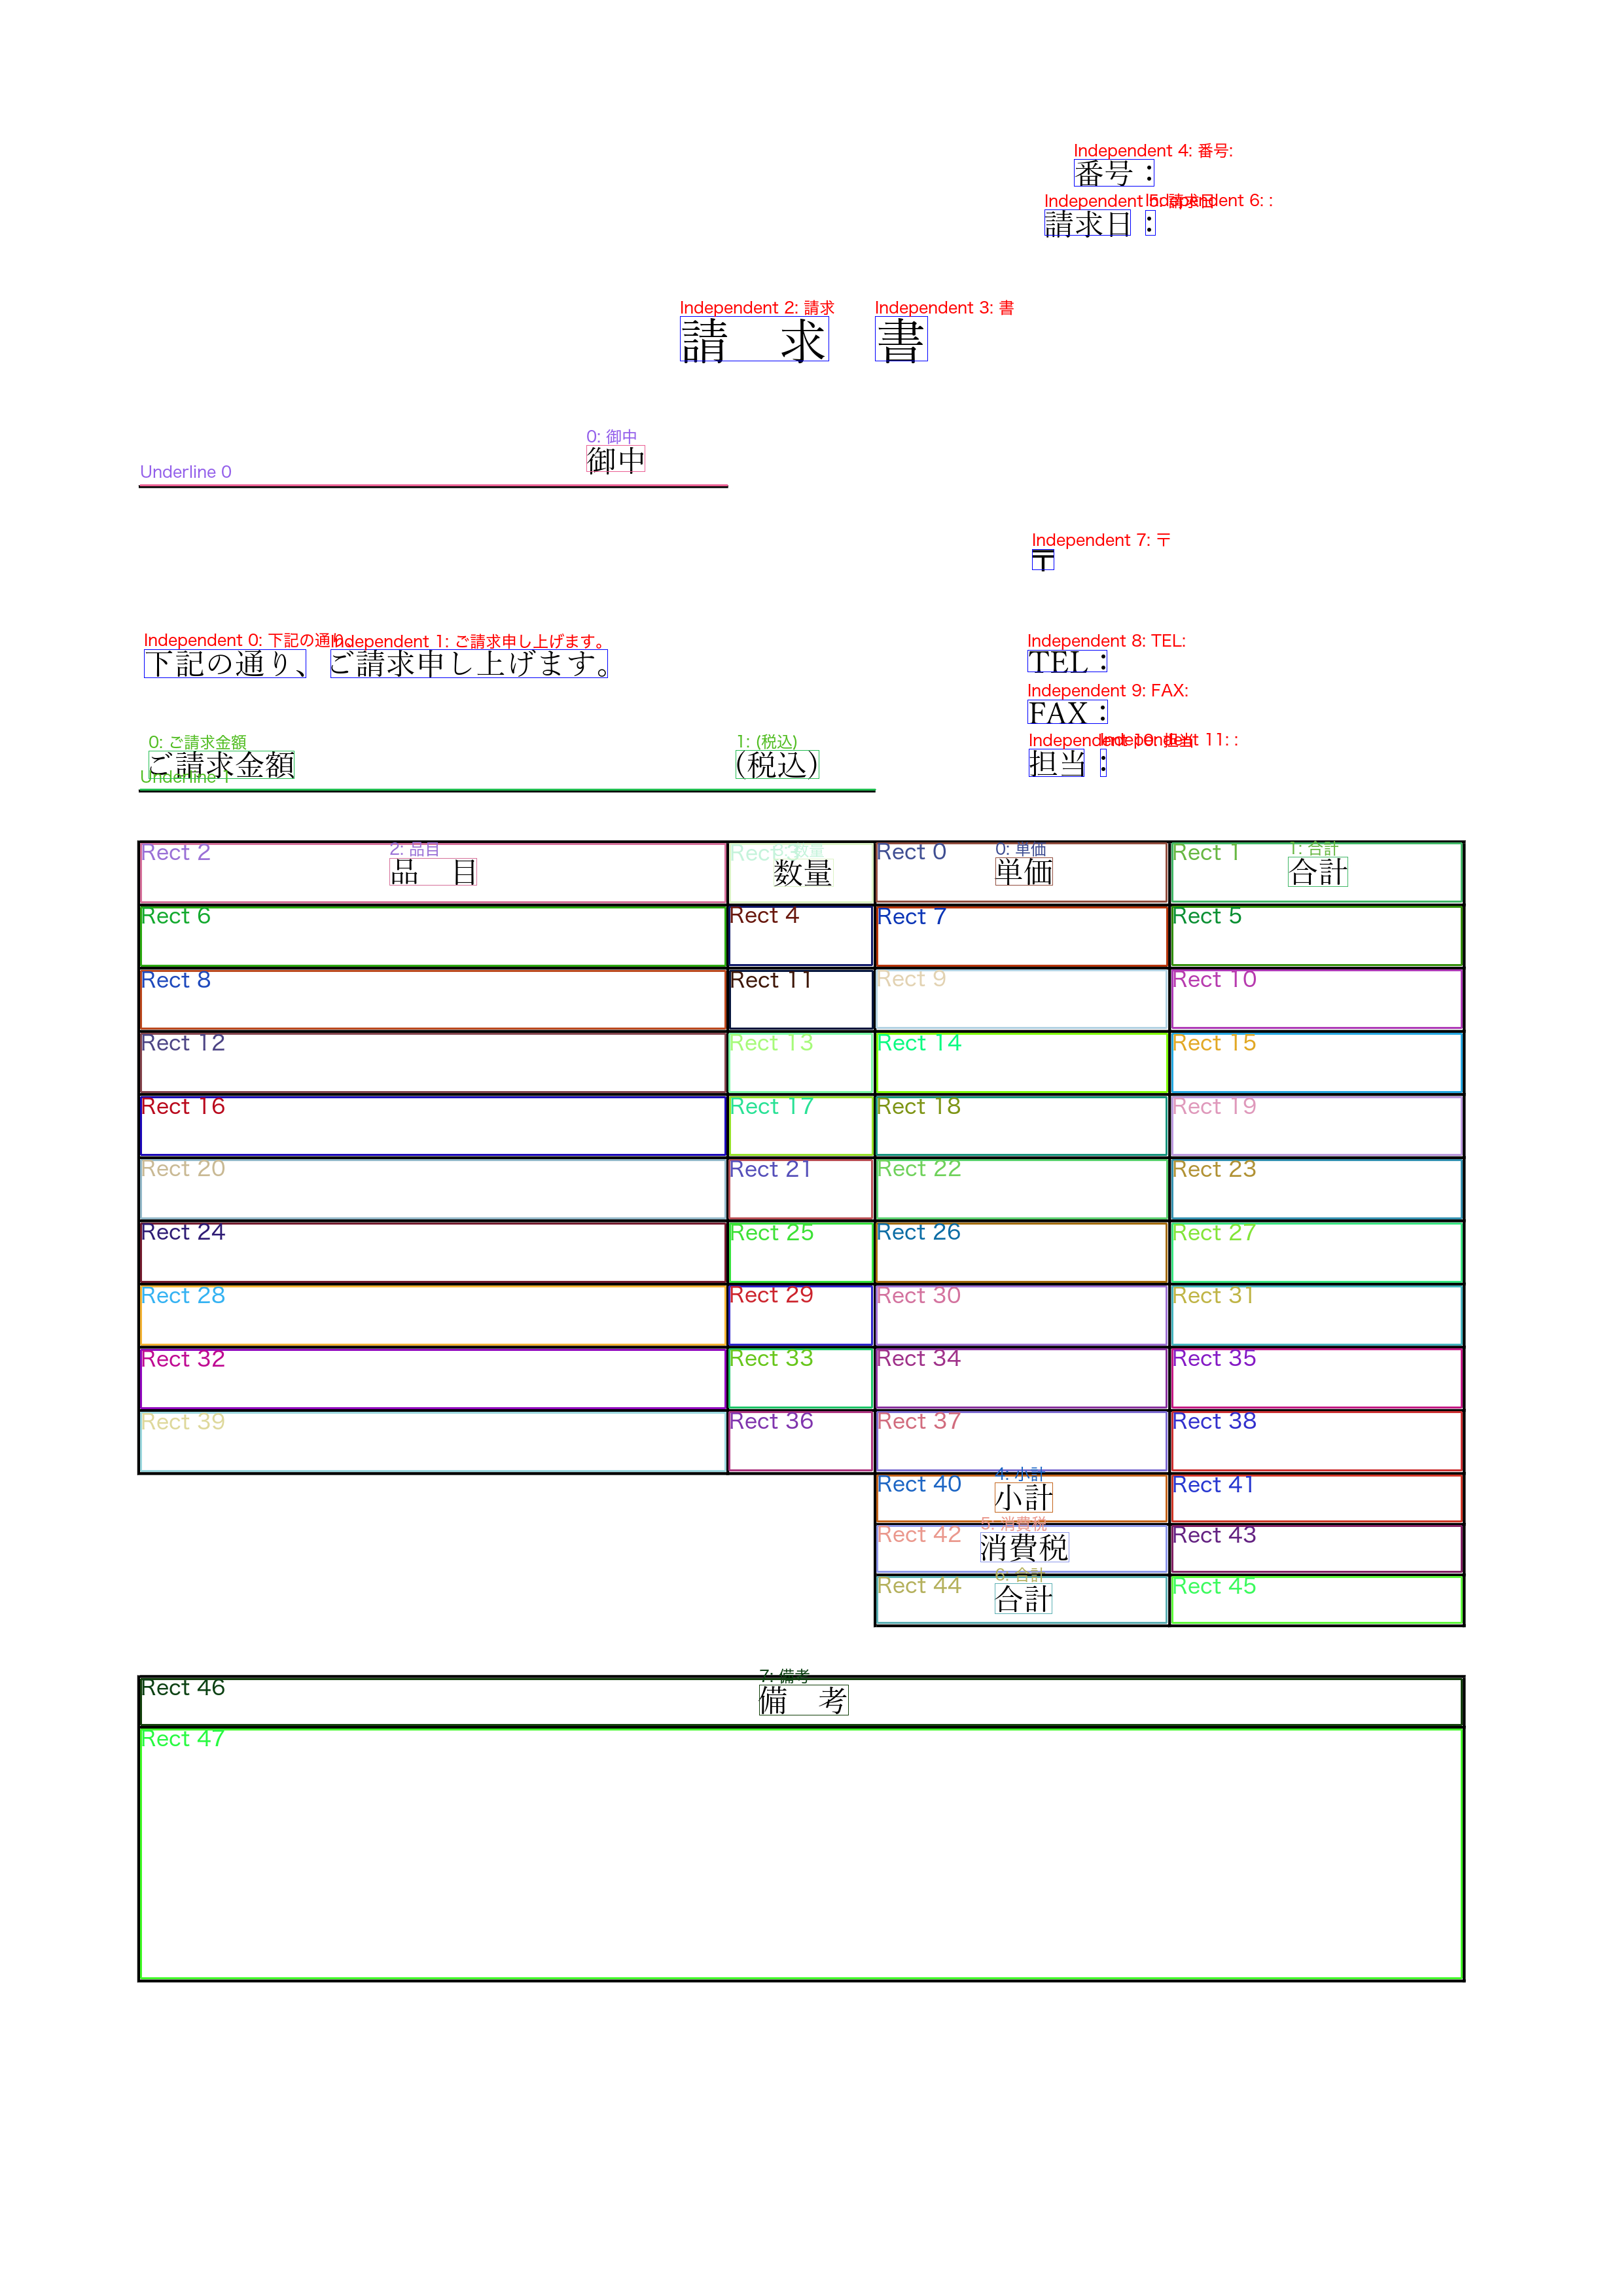 Independent 4: 番号:
番号：
Independent 5: 請求日 Independent 6: :
請求日 ：
Independent 2: 請求 Independent 3: 書
請　求　書
0: 御中
御中
Underline 0
Independent 7: 〒
〒
Independent 0: 下記の通り、 Independent 1: ご請求申し上げます。
下記の通り、 ご請求申し上げます。
Independent 8: TEL:
TEL：
Independent 9: FAX:
FAX：
Independent 10: 担当 Independent 11: :
担当 ：
0: ご請求金額 1: (税込)
ご請求金額 (税込)
Underline 1
Rect 2 2: 品目 Rect 3 3: 数量 Rect 0 0: 単価 Rect 1 1: 合計
品　目 数量 単価 合計
Rect 6 Rect 4 Rect 7 Rect 5
Rect 8 Rect 11 Rect 9 Rect 10
Rect 12 Rect 13 Rect 14 Rect 15
Rect 16 Rect 17 Rect 18 Rect 19
Rect 20 Rect 21 Rect 22 Rect 23
Rect 24 Rect 25 Rect 26 Rect 27
Rect 28 Rect 29 Rect 30 Rect 31
Rect 32 Rect 33 Rect 34 Rect 35
Rect 39 Rect 36 Rect 37 Rect 38
4: 小計
Rect 40 小計 Rect 41
5: 消費税
Rect 42 消費税 Rect 43
6: 合計
Rect 44 合計 Rect 45
7: 備考
Rect 46 備　考
Rect 47